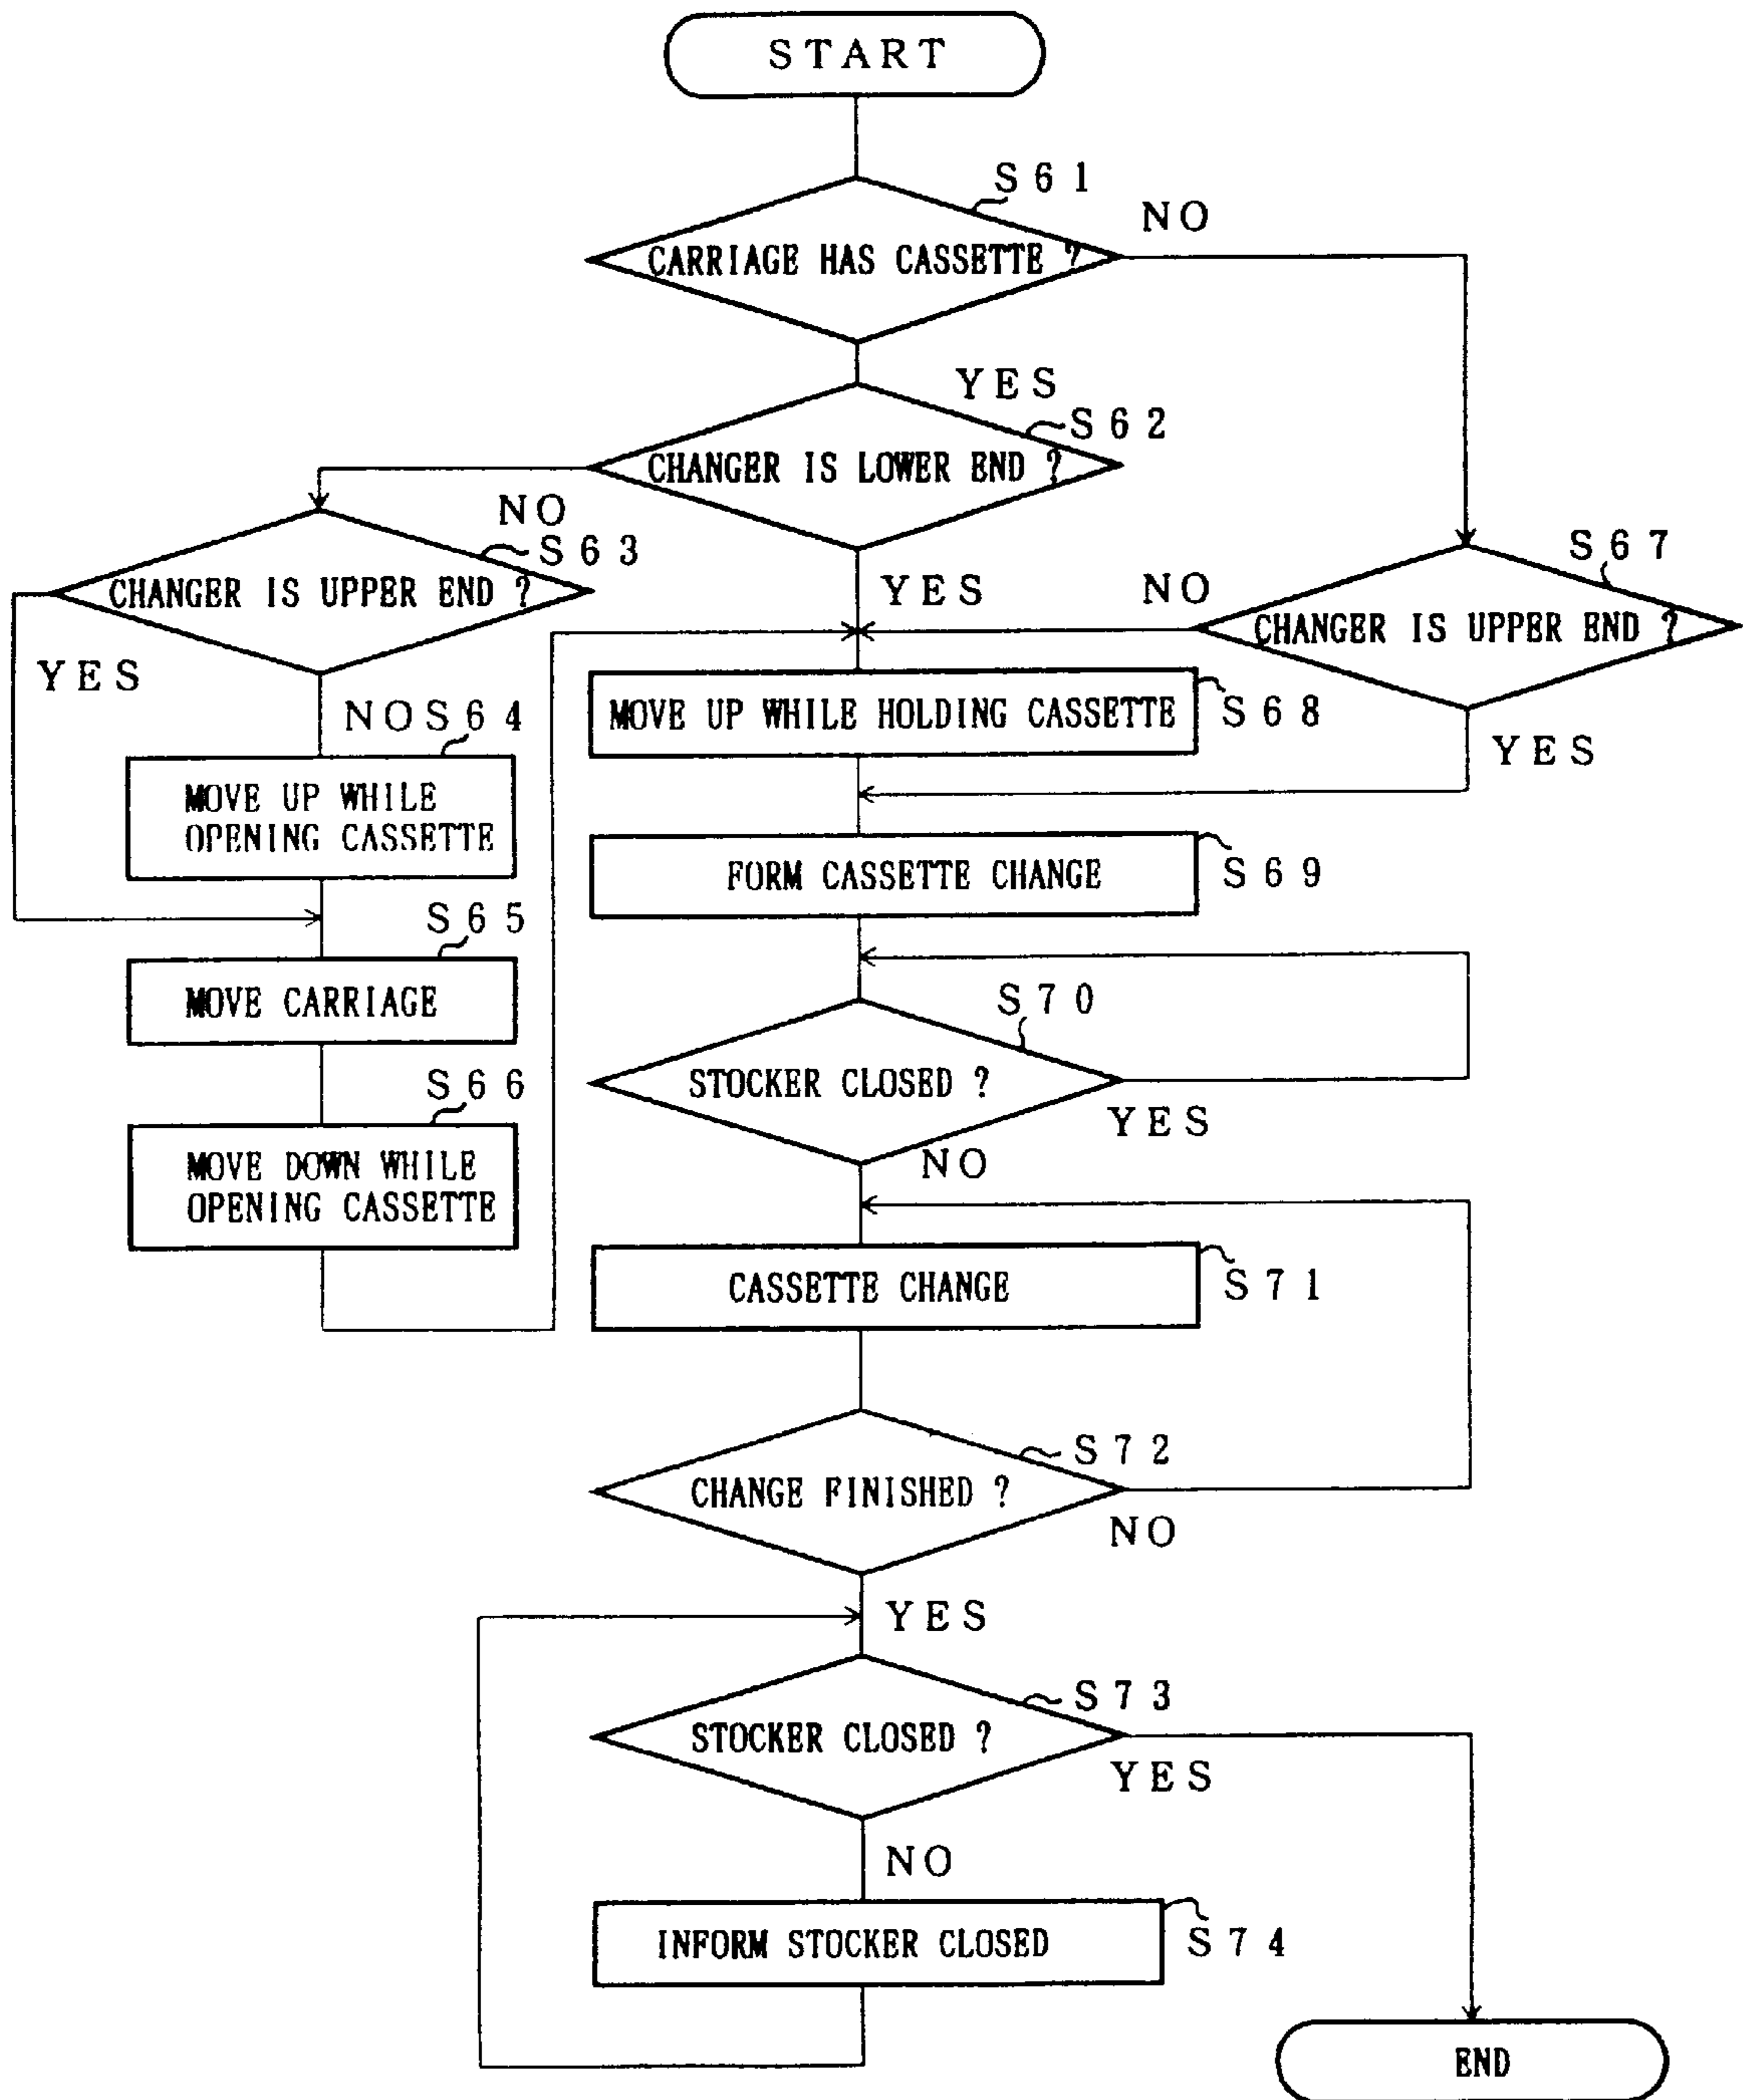 START
S61
NO
CARRIAGE HAS CASSETTE ?
YES
S62
CHANGER IS LOWER END ?
NO
S63
CHANGER IS UPPER END ?
YES
YES
NO
S67
CHANGER IS UPPER END ?
YES
NO
S64
MOVE UP WHILE
OPENING CASSETTE
MOVE UP WHILE HOLDING CASSETTE
S68
FORM CASSETTE CHANGE
S69
S65
MOVE CARRIAGE
S66
MOVE DOWN WHILE
OPENING CASSETTE
S70
STOCKER CLOSED ?
YES
NO
CASSETTE CHANGE
S71
S72
CHANGE FINISHED ?
NO
YES
S73
STOCKER CLOSED ?
YES
NO
INFORM STOCKER CLOSED
S74
END